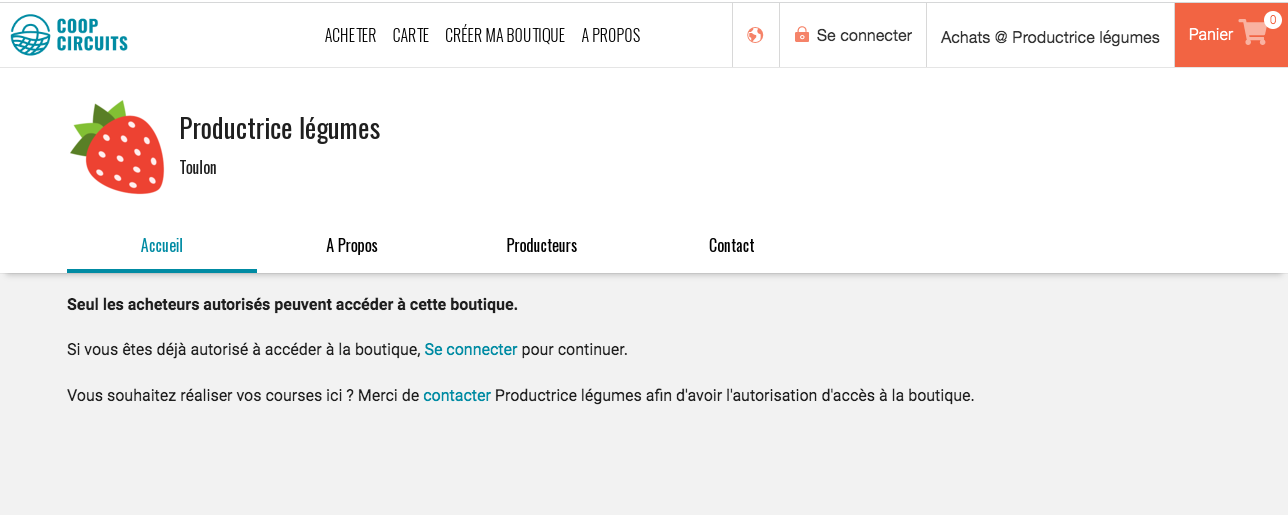 COOP
CIRCUITS
ACHETER CARTE CRÉER MA BOUTIQUE A PROPOS
Se connecter
Achats @ Productrice légumes
Panier 0
Productrice légumes
Toulon
Accueil A Propos Producteurs Contact
Seul les acheteurs autorisés peuvent accéder à cette boutique.
Si vous êtes déjà autorisé à accéder à la boutique, Se connecter pour continuer.
Vous souhaitez réaliser vos courses ici ? Merci de contacter Productrice légumes afin d'avoir l'autorisation d'accès à la boutique.